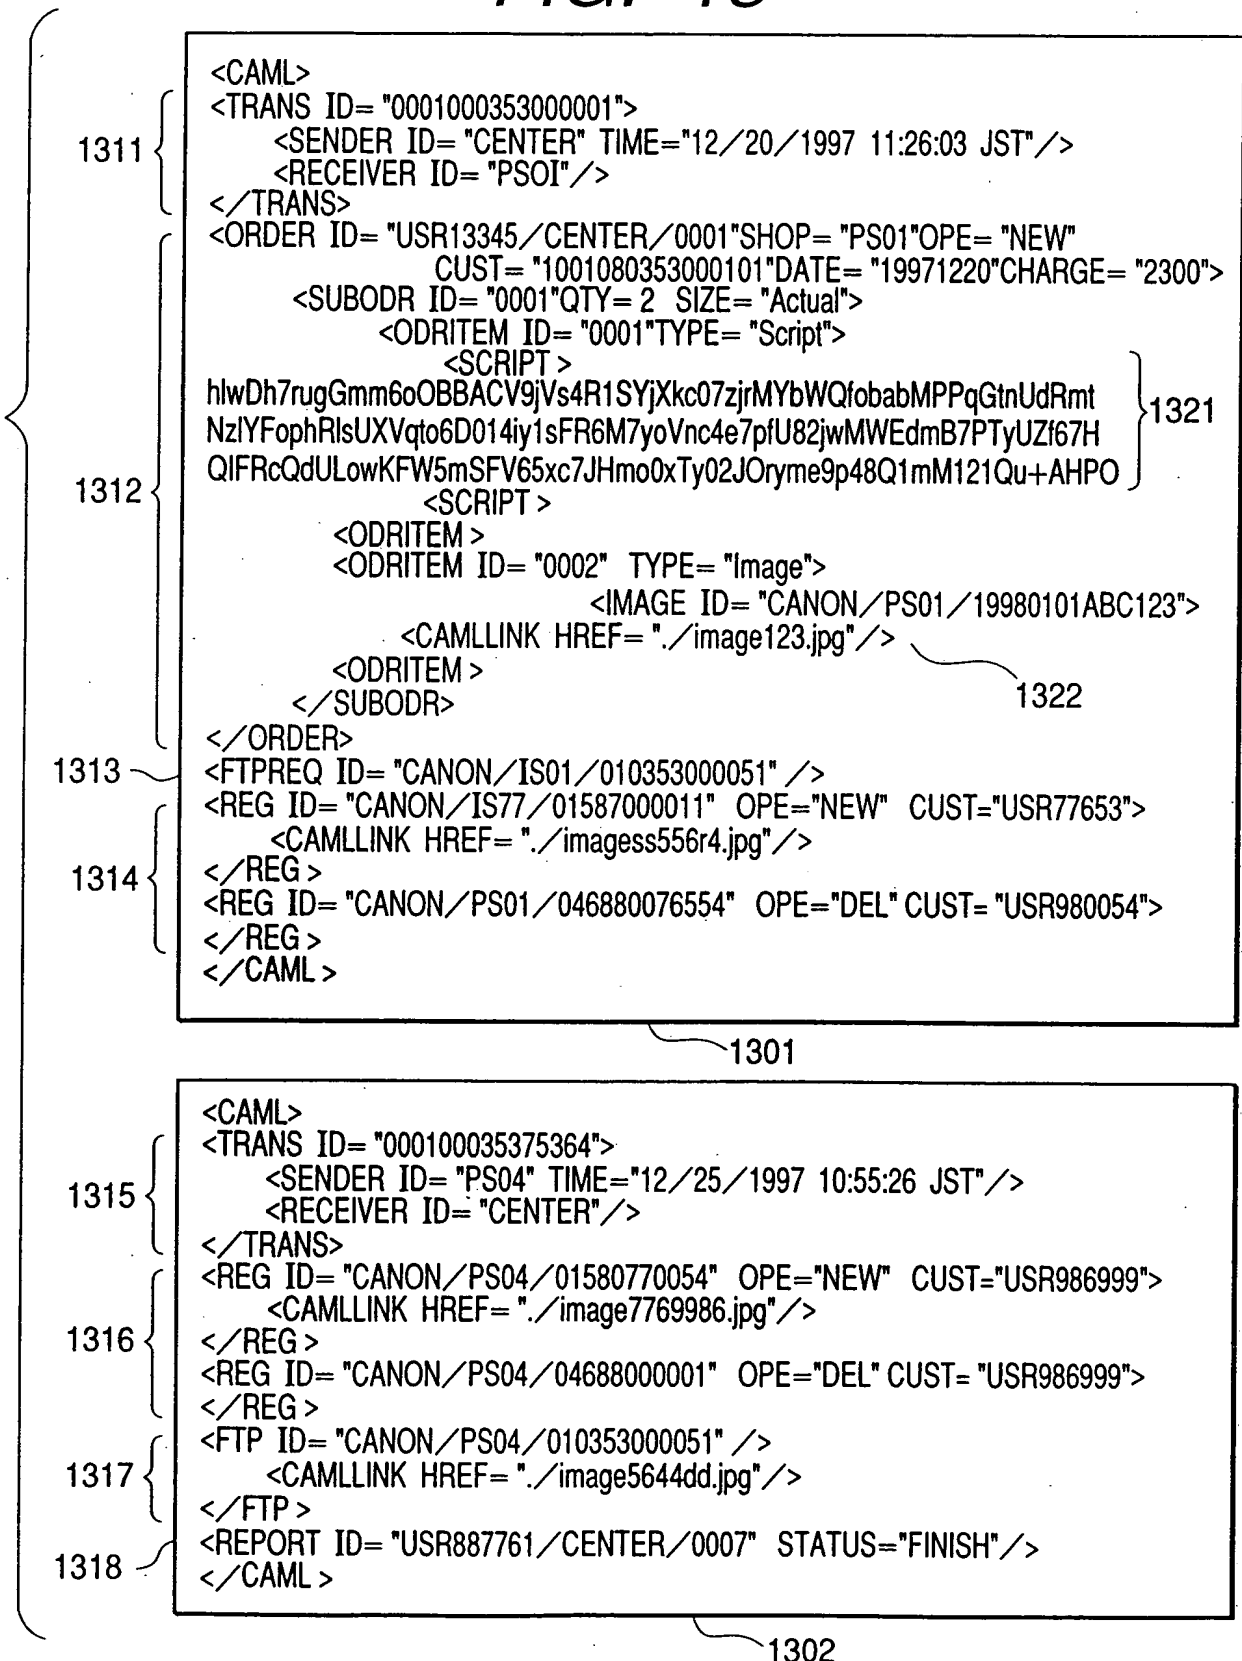 <CAML>
1311
<TRANS ID= "0001000353000001">
<SENDER ID= "CENTER" TIME="12/20/1997 11:26:03 JST"/>
<RECEIVER ID= "PSOI"/>
</TRANS>
1312
<ORDER ID= "USR13345/CENTER/0001"SHOP= "PS01"OPE= "NEW"
CUST= "1001080353000101"DATE= "19971220"CHARGE= "2300">
<SUBODR ID= "0001"QTY= 2 SIZE= "Actual">
<ODRITEM ID= "0001"TYPE= "Script">
<SCRIPT>
hIwDh7rugGmm6oOBBACV9jVs4R1SYjXkc07zjrMYbWQfobabMPPqGtnUdRmt
NzIYFophRIsUXVqto6D014iy1sFR6M7yoVnc4e7pfU82jwMWEdmB7PTyUZf67H
QIFRcQdULowKFW5mSFV65xc7JHmo0xTy02JOryme9p48Q1mM121Qu+AHPO
1321
<SCRIPT>
<ODRITEM>
<ODRITEM ID= "0002" TYPE= "Image">
<IMAGE ID= "CANON/PS01/19980101ABC123">
<CAMLLINK HREF= "./image123.jpg"/>
1322
<ODRITEM>
</SUBODR>
</ORDER>
1313
<FTPREQ ID= "CANON/IS01/010353000051" />
1314
<REG ID= "CANON/IS77/01587000011" OPE="NEW" CUST="USR77653">
<CAMLLINK HREF= "./imagess556r4.jpg"/>
</REG>
<REG ID= "CANON/PS01/046880076554" OPE="DEL" CUST= "USR980054">
</REG>
</CAML>
1301
<CAML>
1315
<TRANS ID= "000100035375364">
<SENDER ID= "PS04" TIME="12/25/1997 10:55:26 JST"/>
<RECEIVER ID= "CENTER"/>
</TRANS>
1316
<REG ID= "CANON/PS04/01580770054" OPE="NEW" CUST="USR986999">
<CAMLLINK HREF= "./image7769986.jpg"/>
</REG>
<REG ID= "CANON/PS04/04688000001" OPE="DEL" CUST= "USR986999">
</REG>
1317
<FTP ID= "CANON/PS04/010353000051" />
<CAMLLINK HREF= "./image5644dd.jpg"/>
</FTP>
1318
<REPORT ID= "USR887761/CENTER/0007" STATUS="FINISH"/>
</CAML>
1302